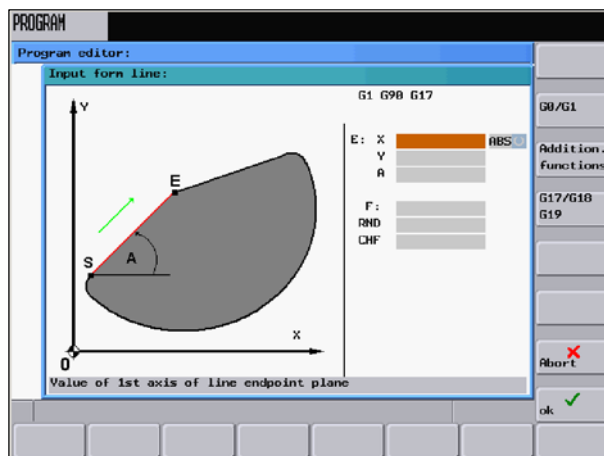 PROGRAM
Program editor:
Input form line:
G1 G90 G17
Y
E: X ABS
Y
A
F:
RND
CHF
E
S
A
X
0
Value of 1st axis of line endpoint plane
G0/G1
Addition.
functions
G17/G18
G19
Abort
ok